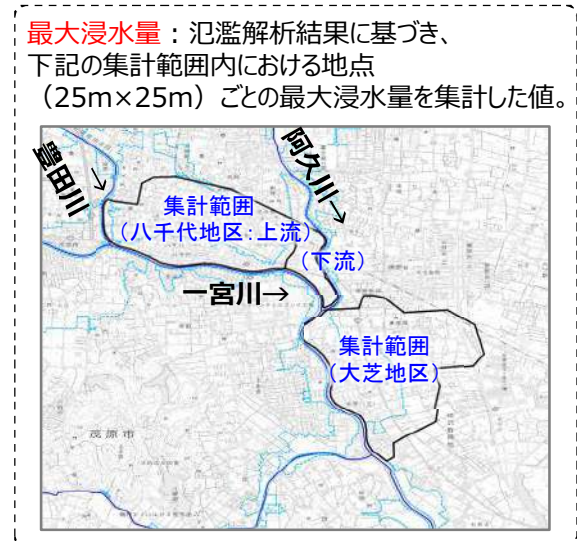 最大浸水量：氾濫解析結果に基づき、
下記の集計範囲内における地点
（25m×25m）ごとの最大浸水量を集計した値。
豊田川→
阿久川→
集計範囲
（八千代地区：上流）
（下流）
一宮川→
集計範囲
（大芝地区）
茂原市